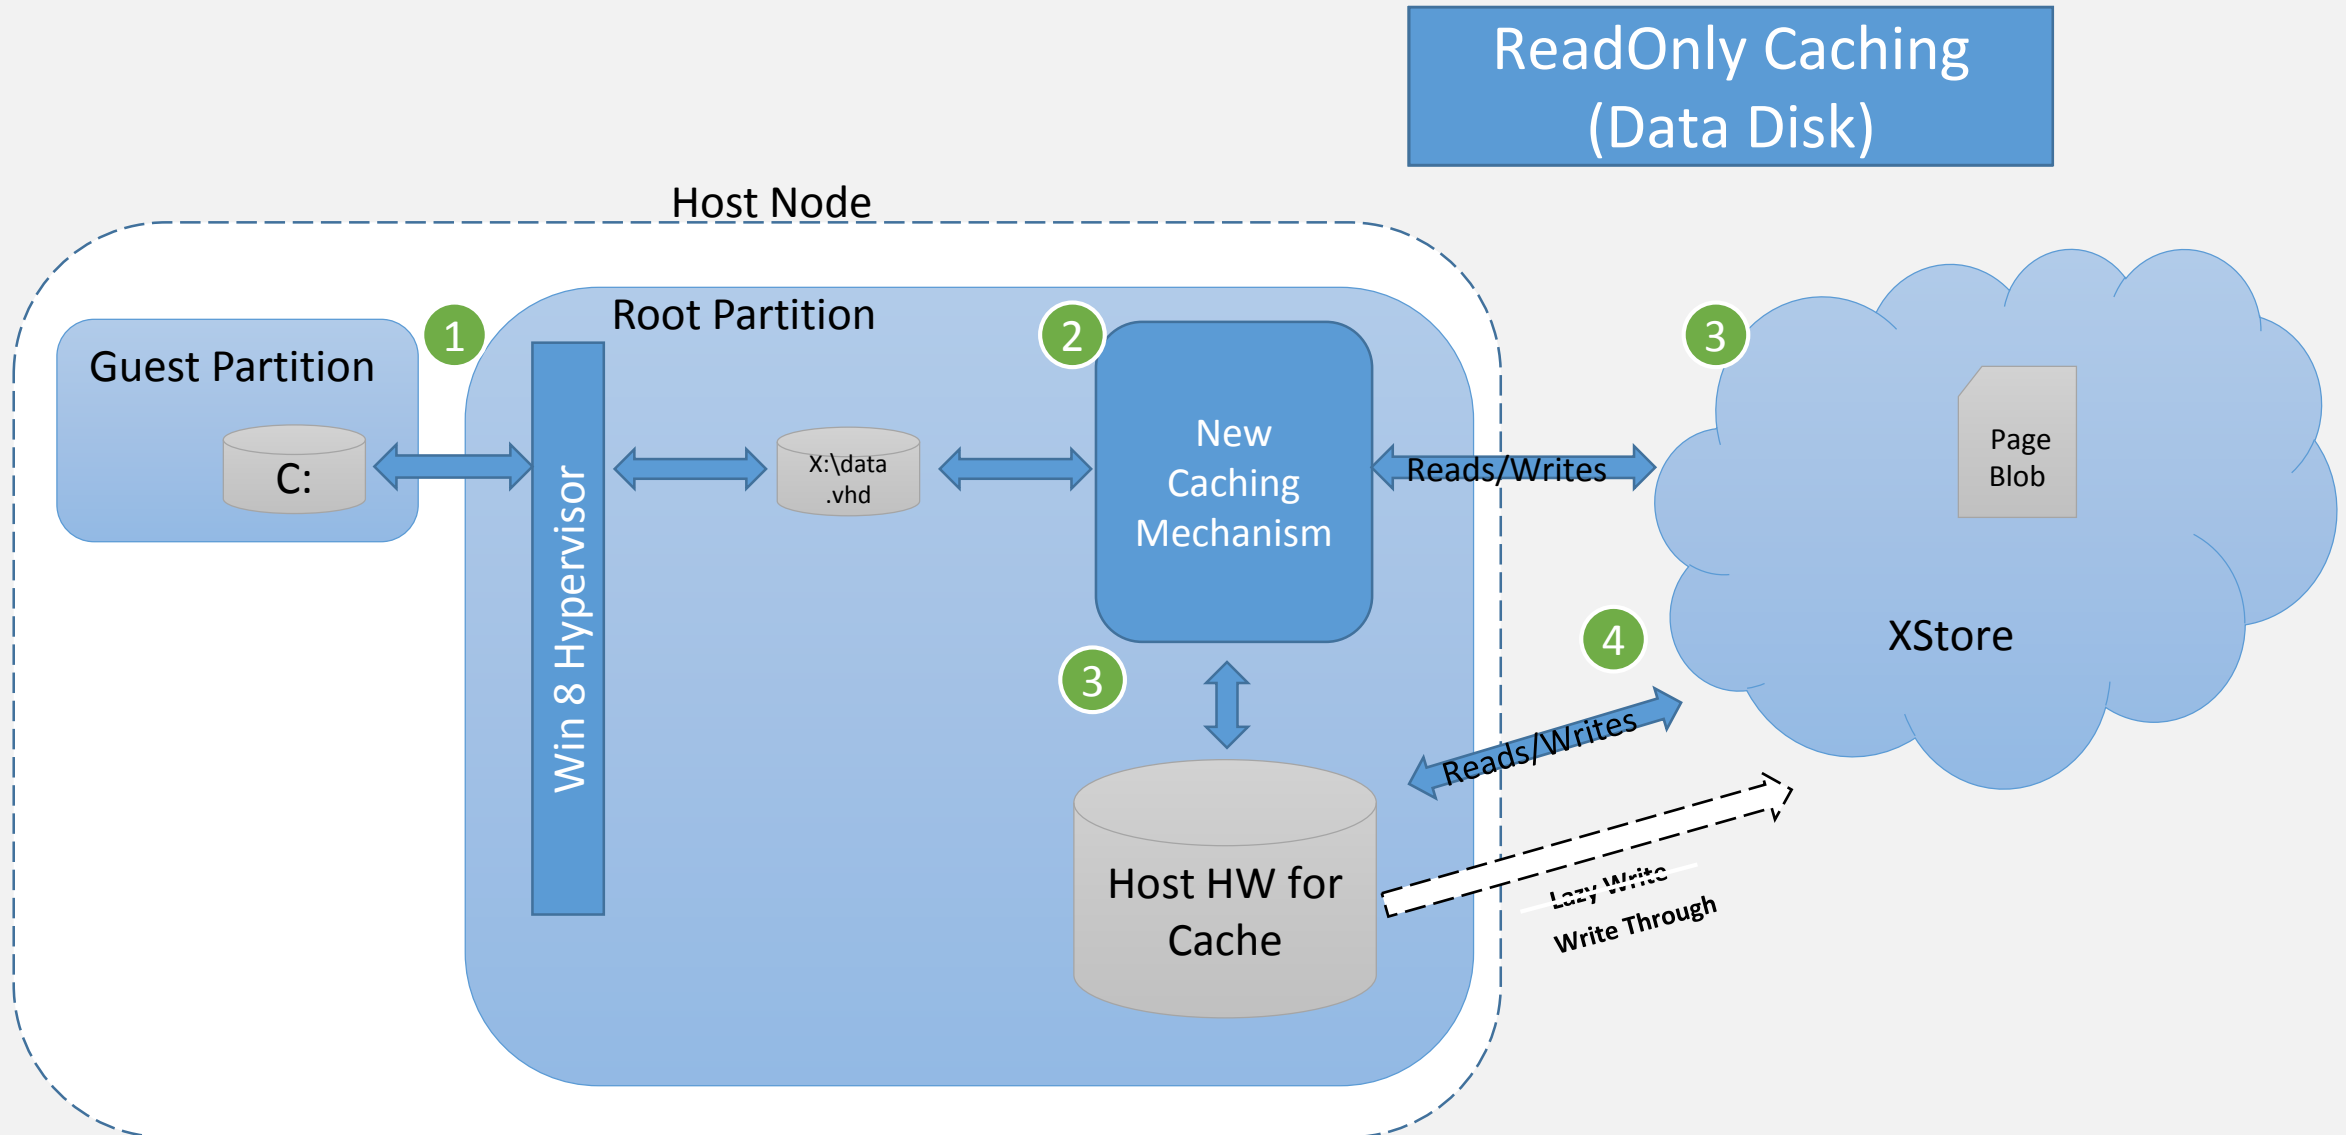 ReadOnly Caching
(Data Disk)
Host Node
Root Partition
Guest Partition
1
2
3
C:
Win 8 Hypervisor
X:\data
.vhd
New
Caching
Mechanism
Reads/Writes
Page
Blob
XStore
3
4
Reads/Writes
Host HW for
Cache
Lazy Write
Write Through